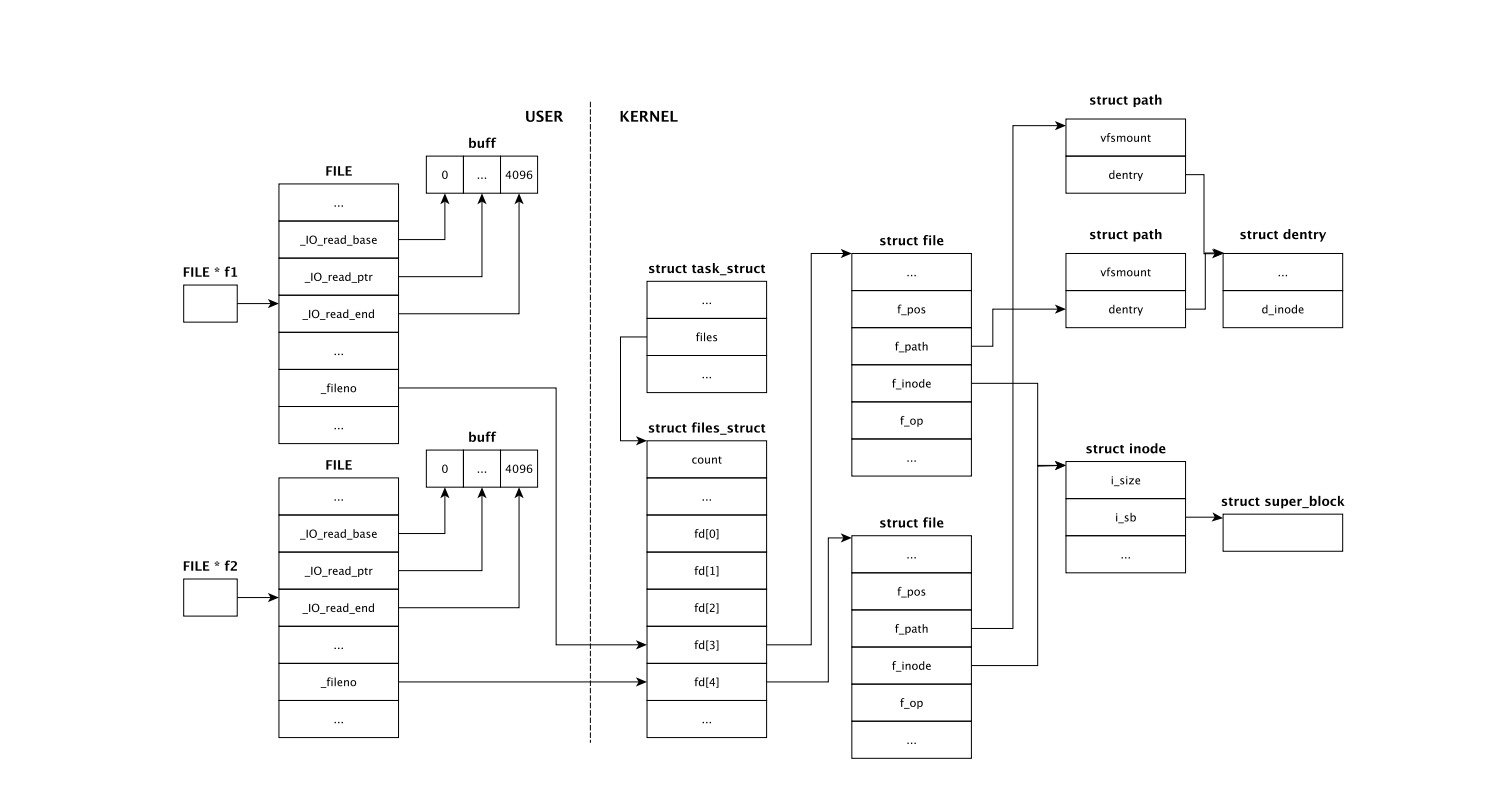 USER
KERNEL
FILE * f1
FILE
...
_IO_read_base
_IO_read_ptr
_IO_read_end
...
_fileno
...
buff
0
...
4096
FILE * f2
FILE
...
_IO_read_base
_IO_read_ptr
_IO_read_end
...
_fileno
...
buff
0
...
4096
struct task_struct
...
files
...
struct files_struct
count
...
fd[0]
fd[1]
fd[2]
fd[3]
fd[4]
...
struct file
...
f_pos
f_path
f_inode
f_op
...
struct file
...
f_pos
f_path
f_inode
f_op
...
struct path
vfsmount
dentry
struct path
vfsmount
dentry
struct dentry
...
d_inode
struct inode
i_size
i_sb
...
struct super_block